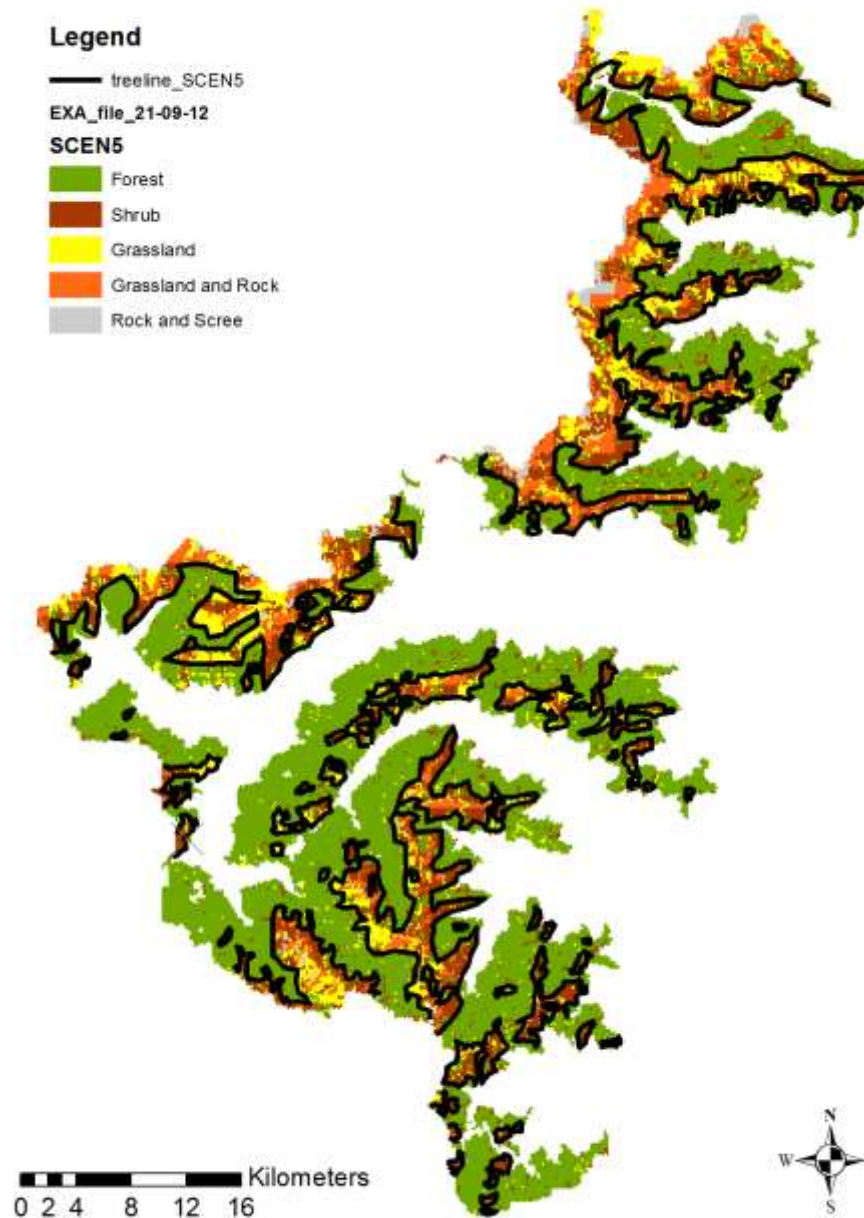 Legend
treeline_SCEN5
EXA_file_21-09-12
SCEN5
Forest
Shrub
Grassland
Grassland and Rock
Rock and Scree
Kilometers
0 2 4 8 12 16
N
W
S